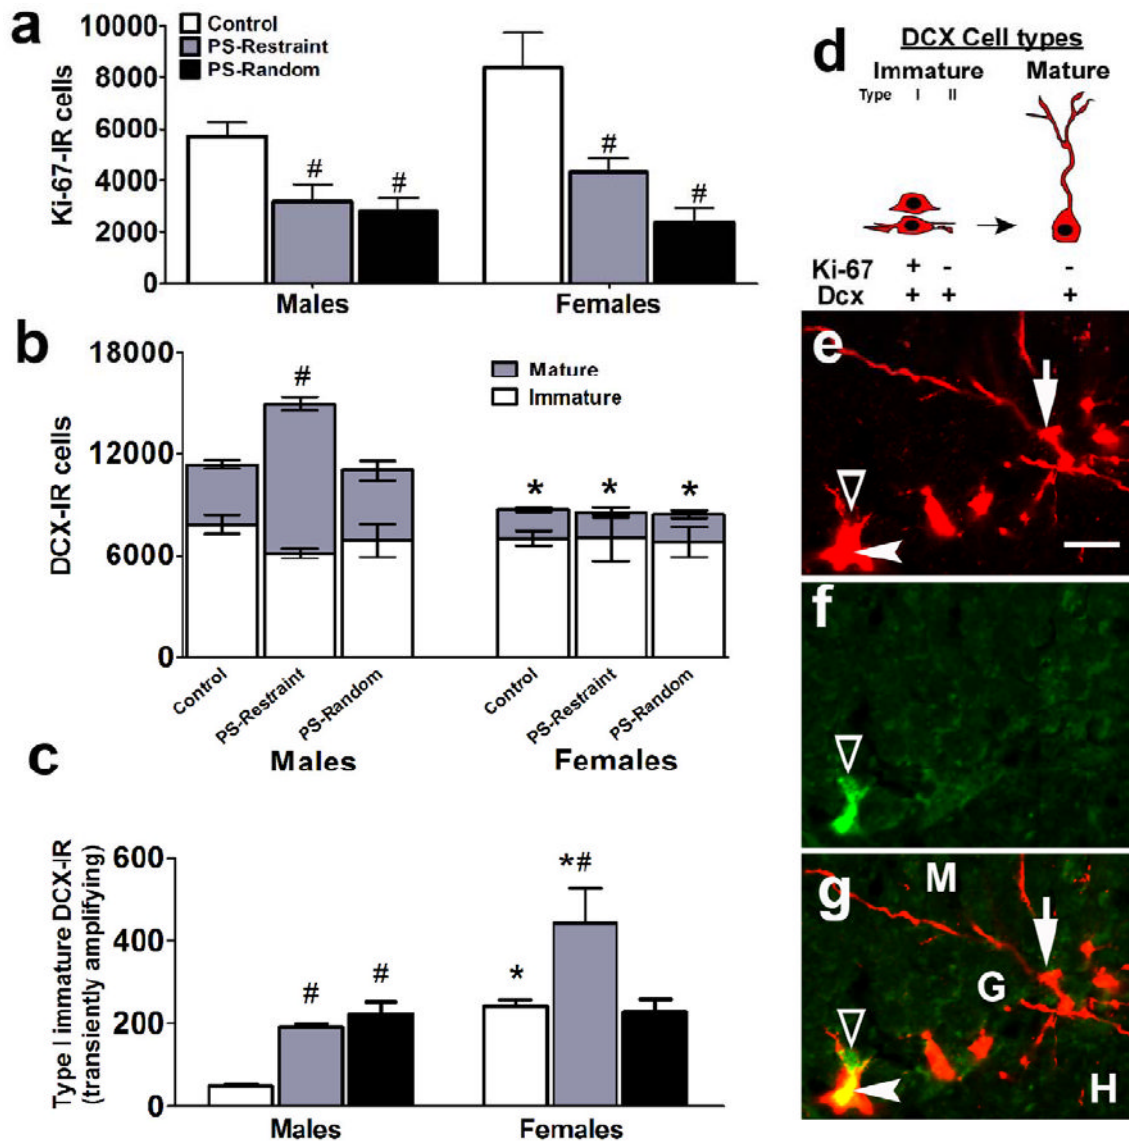 a
Control
PS-Restraint
PS-Random
10000
8000
6000
4000
2000
0
Ki-67-IR cells
# # # #
Males Females
b
18000
12000
6000
0
DCX-IR cells
Mature
Immature
#
* * *
Control PS-Restraint PS-Random Control PS-Restraint PS-Random
Males Females
c
600
400
200
0
Type I immature DCX-IR
(transiently amplifying)
# # * *#
Males Females
d
DCX Cell types
Immature Mature
Type I II
Ki-67 + - -
Dcx + + +
e
f
g
M
G
H